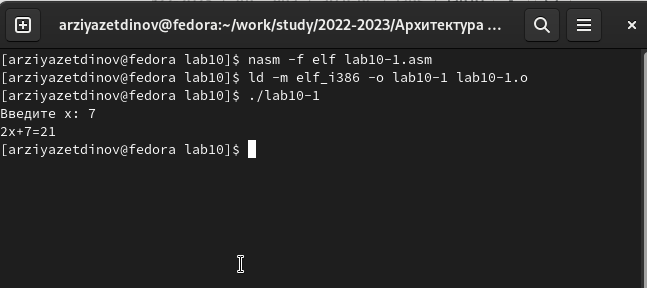 arziyazetdinov@fedora:~/work/study/2022-2023/Архитектура ...
[arziyazetdinov@fedora lab10]$ nasm -f elf lab10-1.asm
[arziyazetdinov@fedora lab10]$ ld -m elf_i386 -o lab10-1 lab10-1.o
[arziyazetdinov@fedora lab10]$ ./lab10-1
Введите x: 7
2x+7=21
[arziyazetdinov@fedora lab10]$